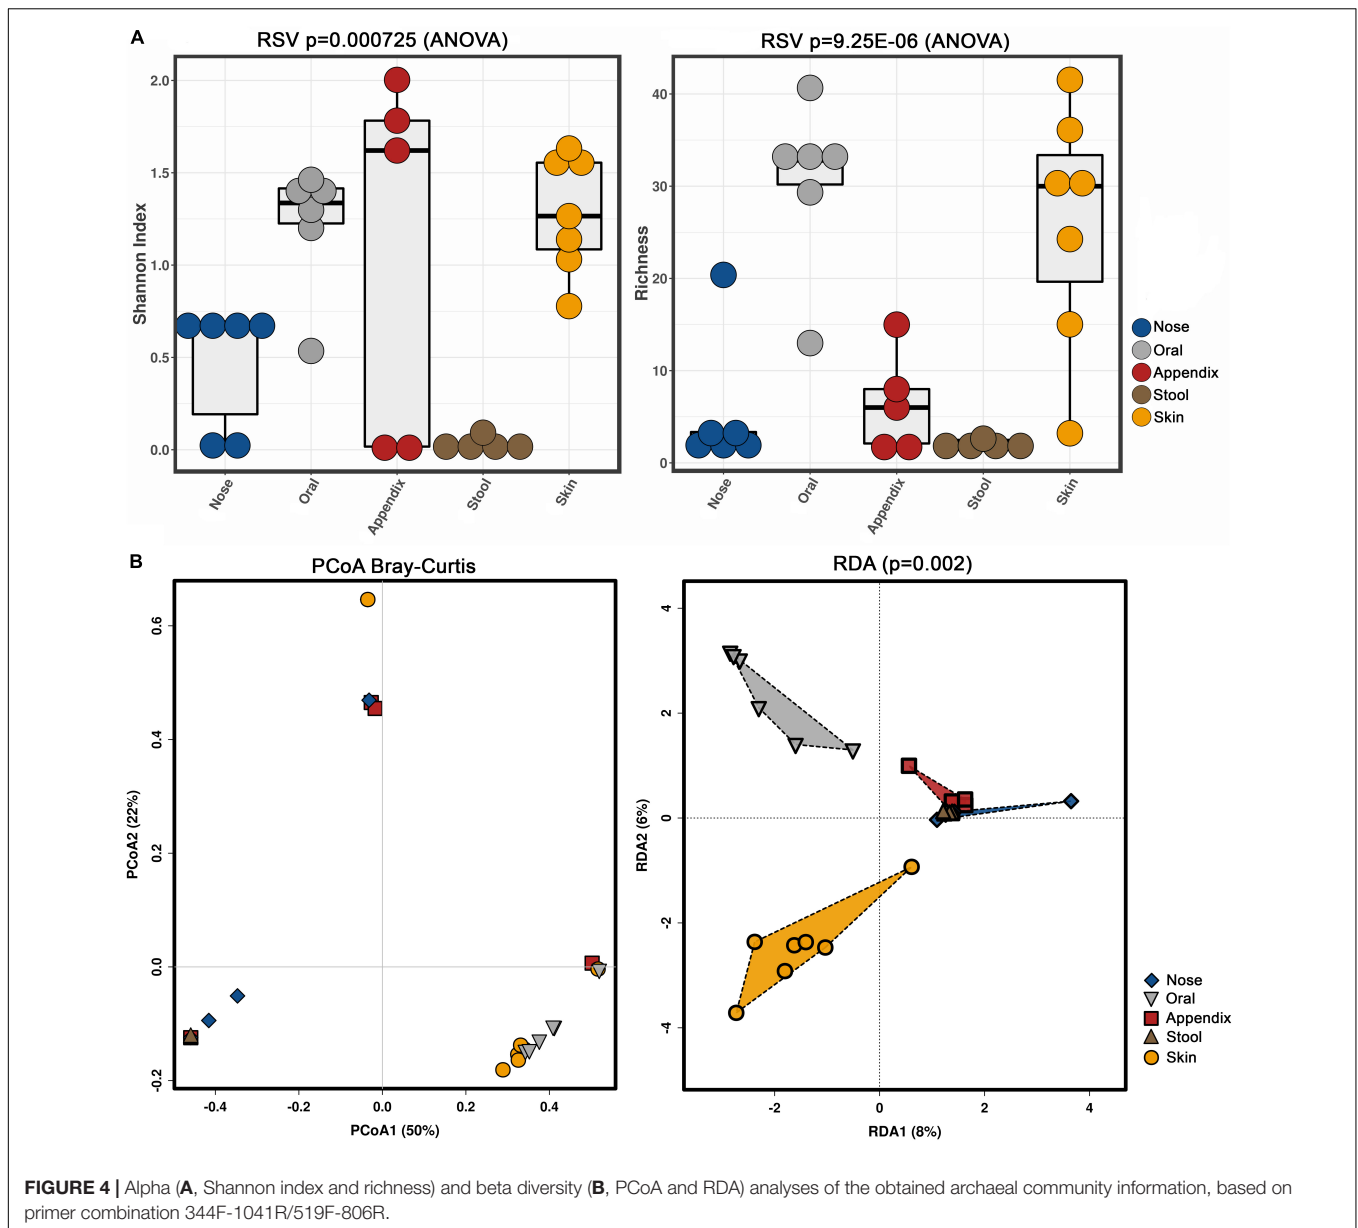 A
RSV p=0.000725 (ANOVA)
Shannon Index
2.0
1.5
1.0
0.5
0.0
Nose
Oral
Appendix
Stool
Skin
RSV p=9.25E-06 (ANOVA)
Richness
40
30
20
10
0
Nose
Oral
Appendix
Stool
Skin
Nose
Oral
Appendix
Stool
Skin
B
PCoA Bray-Curtis
PCoA2 (22%)
0.6
0.4
0.2
0.0
-0.2
-0.4
-0.2
0.0
0.2
0.4
PCoA1 (50%)
RDA (p=0.002)
RDA2 (6%)
4
2
0
-2
-4
-2
0
2
4
RDA1 (8%)
Nose
Oral
Appendix
Stool
Skin
FIGURE 4 | Alpha (A, Shannon index and richness) and beta diversity (B, PCoA and RDA) analyses of the obtained archaeal community information, based on
primer combination 344F-1041R/519F-806R.